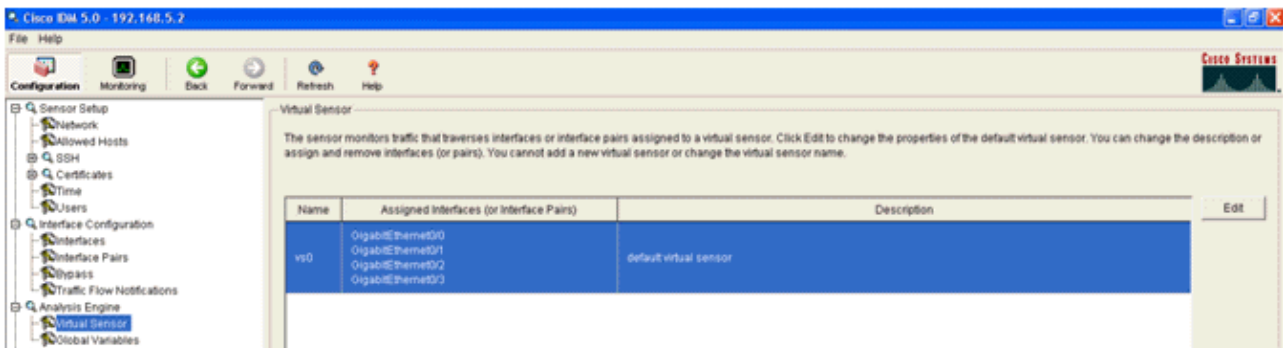 Cisco IDM 5.0 - 192.168.5.2
File Help
Configuration Monitoring Back Forward Refresh Help
CISCO SYSTEMS
Sensor Setup
Network
Allowed Hosts
SSH
Certificates
Time
Users
Interface Configuration
Interfaces
Interface Pairs
Bypass
Traffic Flow Notifications
Analysis Engine
Virtual Sensor
Global Variables
Virtual Sensor
The sensor monitors traffic that traverses interfaces or interface pairs assigned to a virtual sensor. Click Edit to change the properties of the default virtual sensor. You can change the description or
assign and remove interfaces (or pairs). You cannot add a new virtual sensor or change the virtual sensor name.
Name Assigned Interfaces (or Interface Pairs) Description Edit
GigabitEthernet0/0
GigabitEthernet0/1
vs0 default virtual sensor
GigabitEthernet0/2
GigabitEthernet0/3